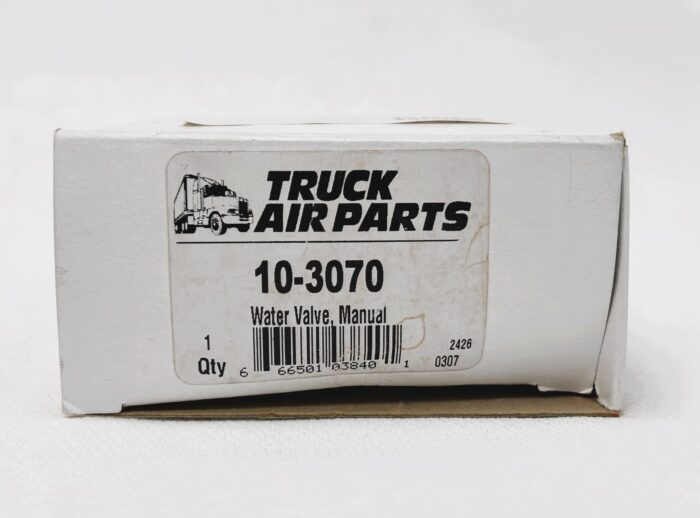 TRUCK
AIR PARTS
10-3070
Water Valve, Manual
1
Qty
6 66501 03840 1
2426
0307